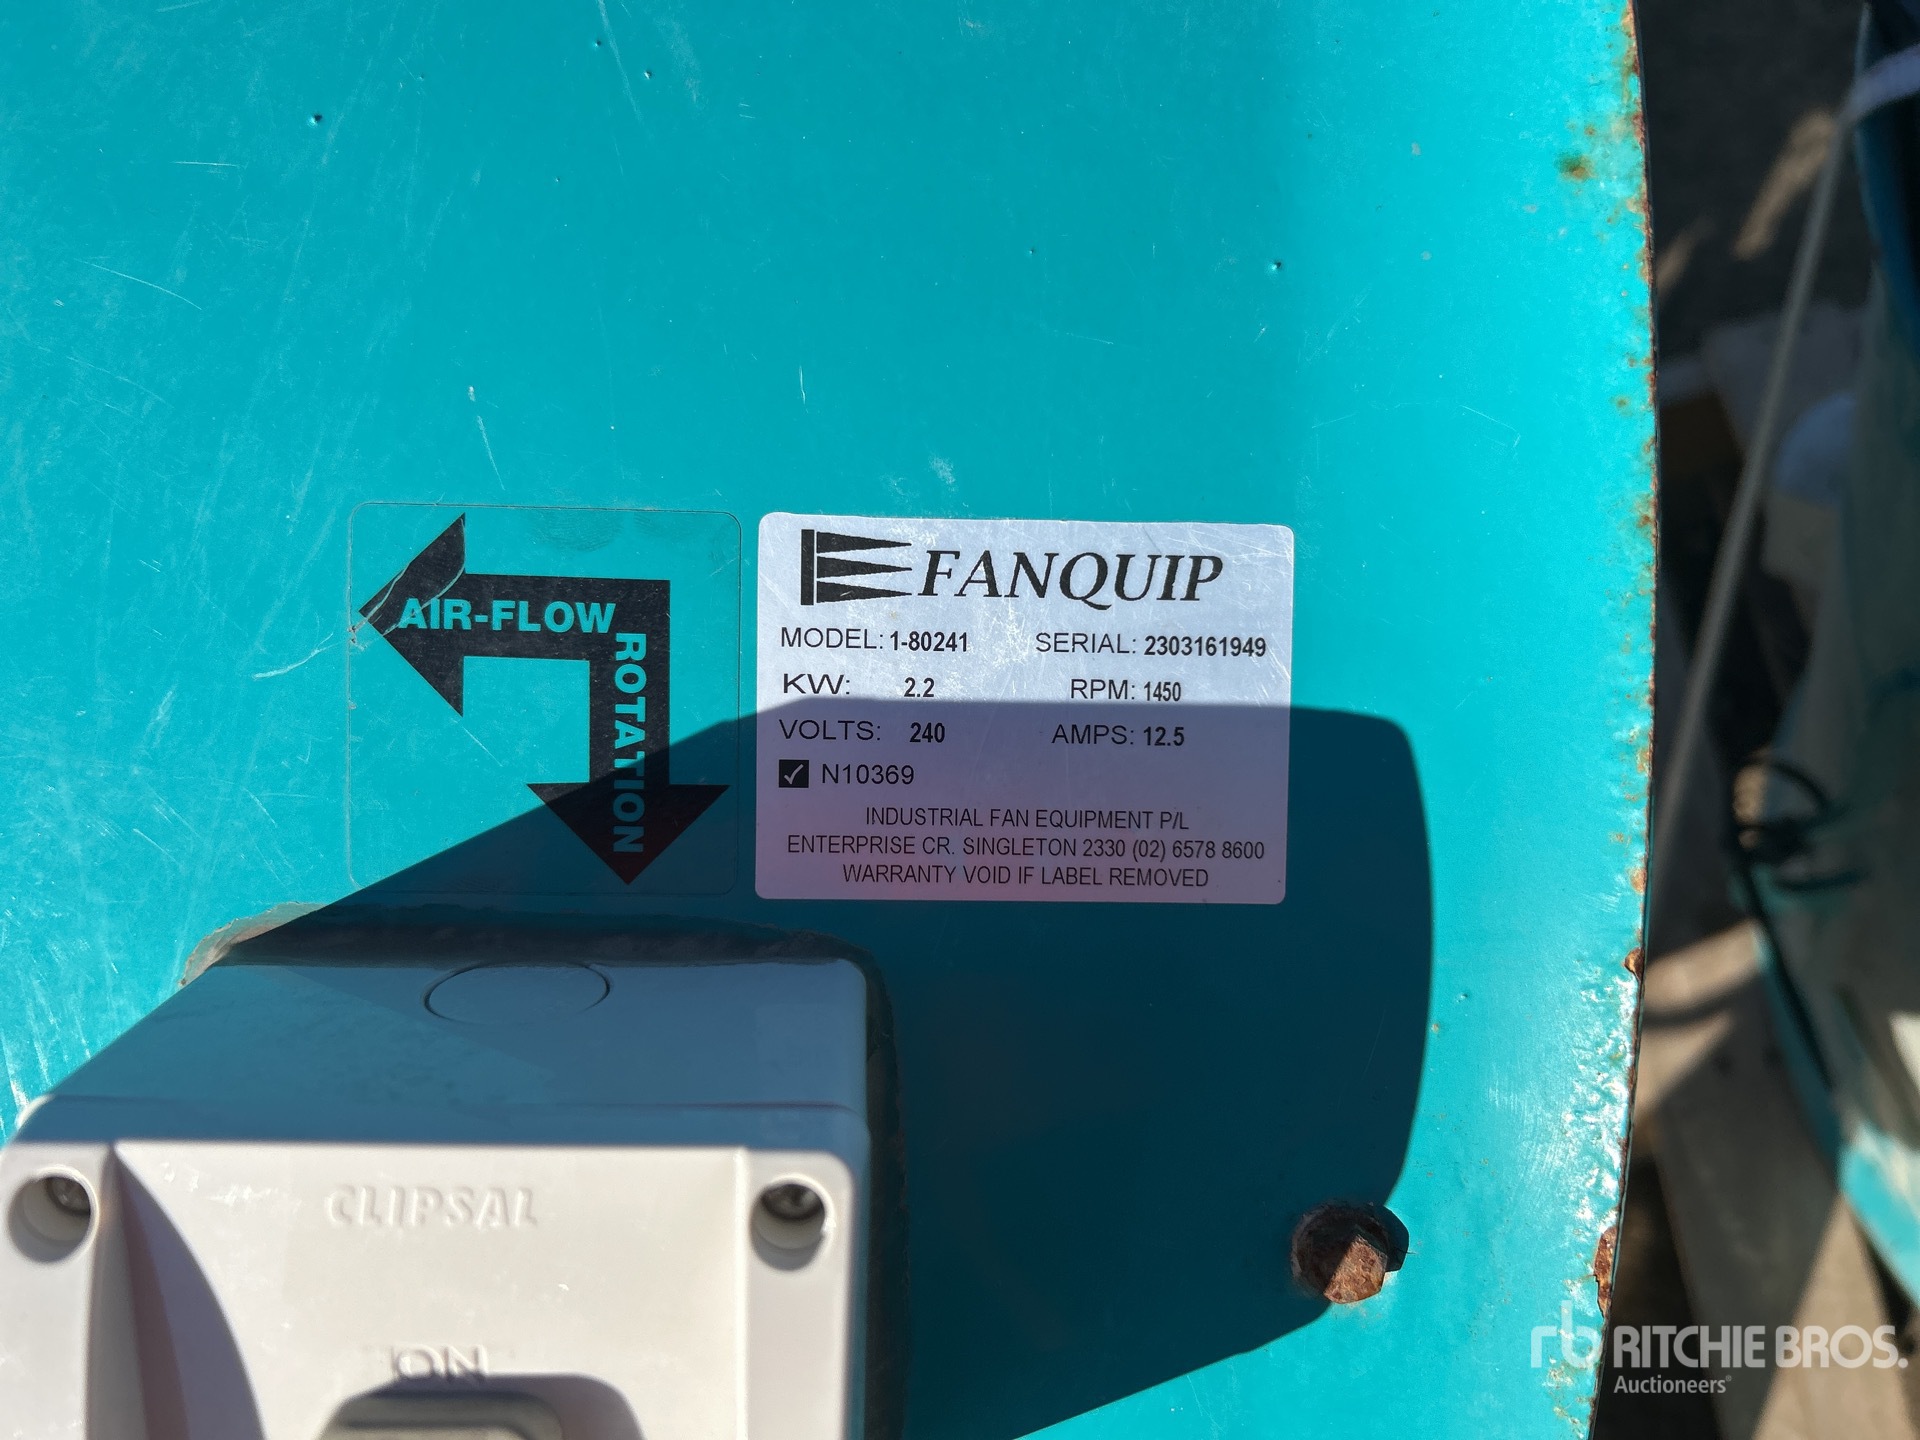 AIR-FLOW
ROTATION
FANQUIP
MODEL: 1-80241 SERIAL: 2303161949
KW: 2.2 RPM: 1450
VOLTS: 240 AMPS: 12.5
N10369
INDUSTRIAL FAN EQUIPMENT P/L
ENTERPRISE CR. SINGLETON 2330 (02) 6578 8600
WARRANTY VOID IF LABEL REMOVED
CLIPSAL
ON
rb RITCHIE BROS.
Auctioneers